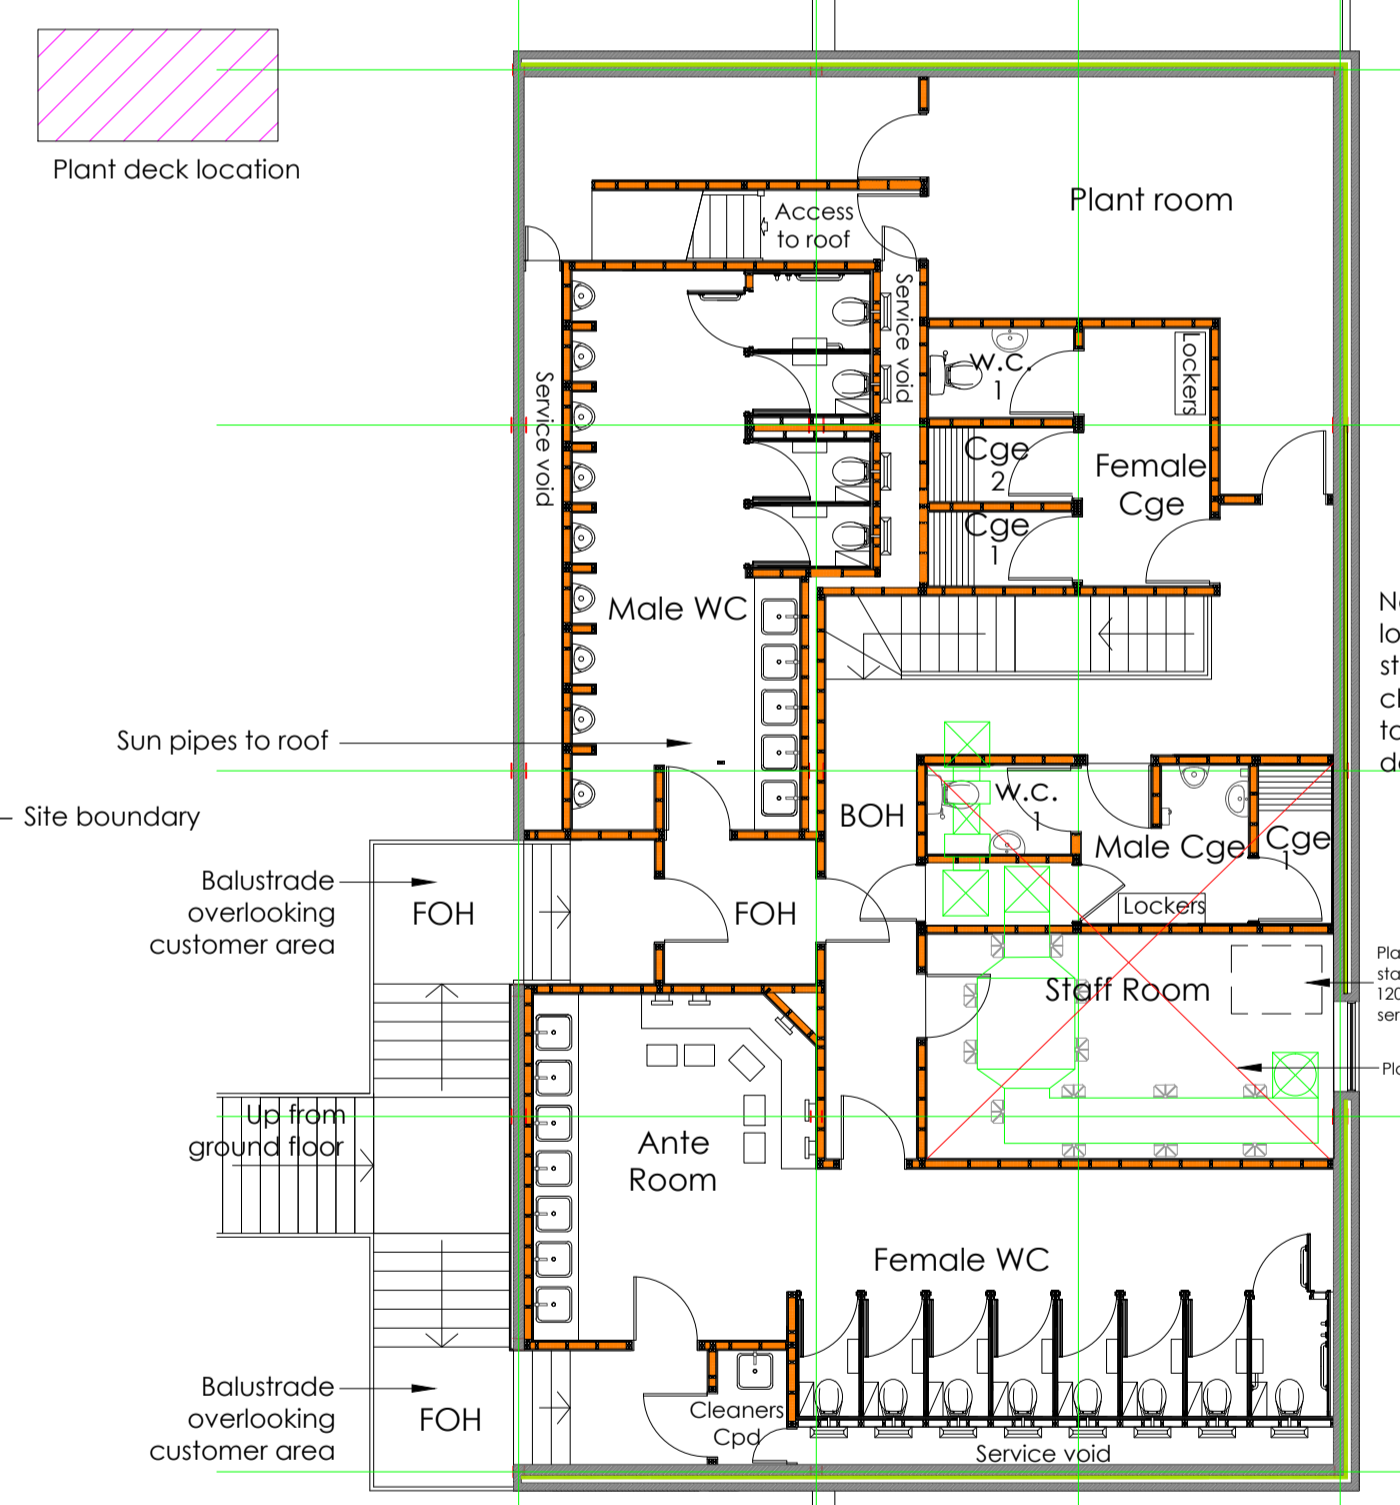 Plant deck location
Plant room
Access
to roof
Service void
Service void
Lockers
W.C.
1
Cge
2
Female
Cge
Cge
1
Male WC
Sun pipes to roof
Site boundary
BOH
W.C.
1
Male Cge
Cge
1
Lockers
Balustrade
overlooking
customer area
FOH
FOH
Staff Room
Up from
ground floor
Ante
Room
Female WC
Balustrade
overlooking
customer area
FOH
Cleaners
Cpd
Service void
120